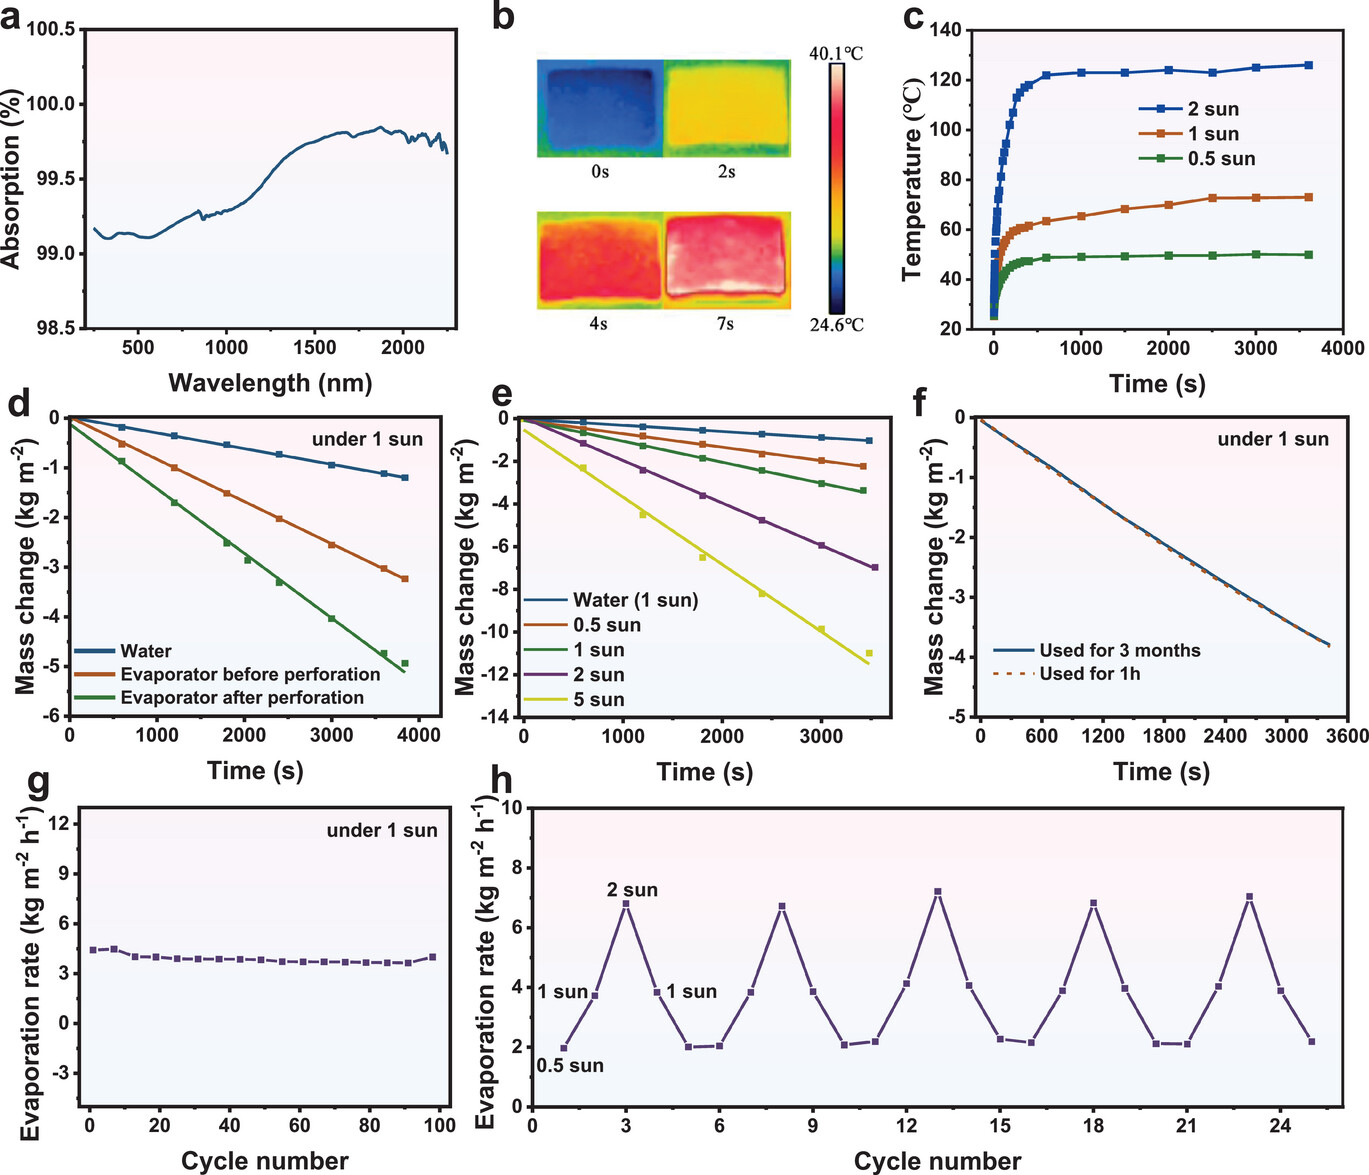 a
100.5
100.0
99.5
99.0
98.5
Absorption (%)
500 1000 1500 2000
Wavelength (nm)
b
0s 2s
4s 7s
40.1℃
24.6℃
c
140
120
100
80
60
40
20
Temperature (℃)
2 sun
1 sun
0.5 sun
0 1000 2000 3000 4000
Time (s)
d
0
-1
-2
-3
-4
-5
-6
Mass change (kg m-2)
under 1 sun
Water
Evaporator before perforation
Evaporator after perforation
0 1000 2000 3000 4000
Time (s)
e
0
-2
-4
-6
-8
-10
-12
-14
Mass change (kg m-2)
Water (1 sun)
0.5 sun
1 sun
2 sun
5 sun
0 1000 2000 3000
Time (s)
f
0
-1
-2
-3
-4
-5
Mass change (kg m-2)
under 1 sun
Used for 3 months
Used for 1h
0 600 1200 1800 2400 3000 3600
Time (s)
g
12
9
6
3
0
-3
Evaporation rate (kg m-2 h-1)
under 1 sun
0 20 40 60 80 100
Cycle number
h
10
8
6
4
2
0
Evaporation rate (kg m-2 h-1)
2 sun
1 sun 1 sun
0.5 sun
0 3 6 9 12 15 18 21 24
Cycle number